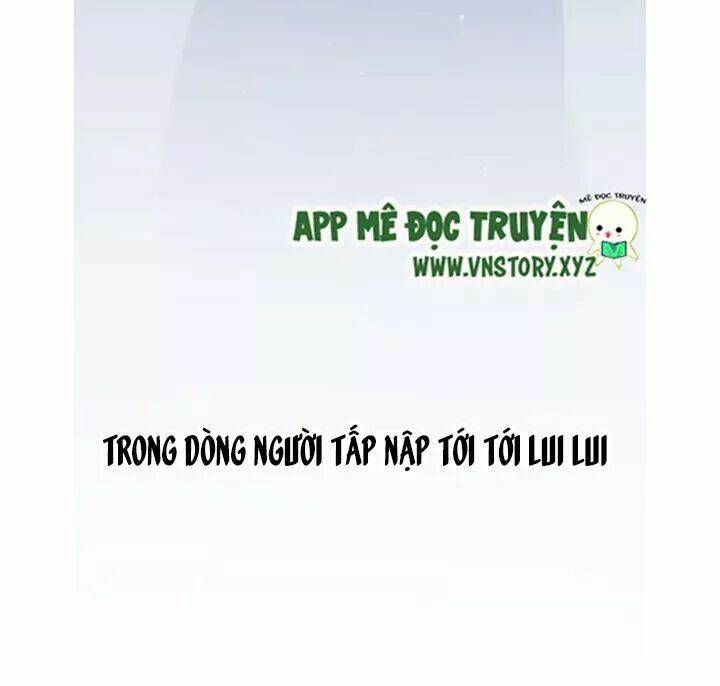 MÊ ĐỌC TRUYỆN
APP MÊ ĐỌC TRUYỆN
WWW.VNSTORY.XYZ
TRONG DÒNG NGƯỜI TẤP NẬP TỚI TỚI LUI LUI